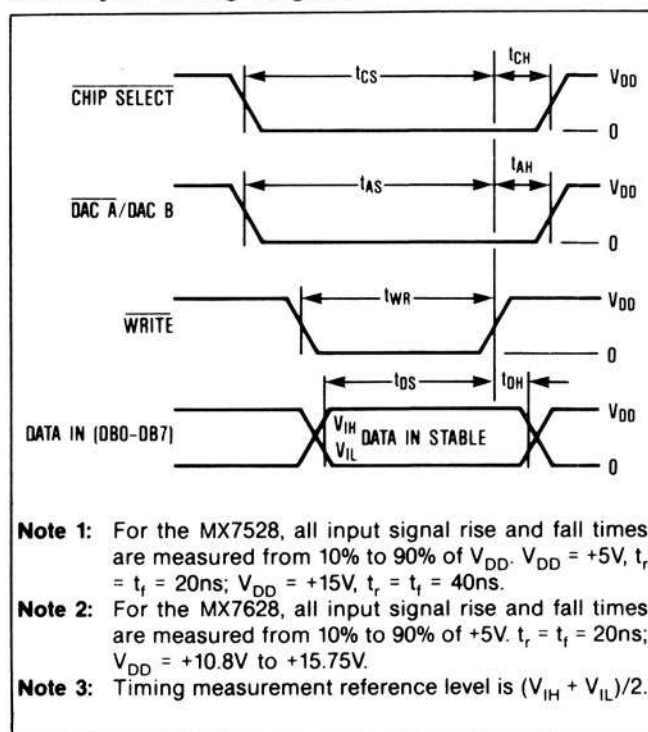 tCS
tCH
VDD
CHIP SELECT
0
tAS
tAH
VDD
DAC A/DAC B
0
tWR
VDD
WRITE
0
tDS
tDH
VDD
DATA IN (DB0-DB7)
VIH
VIL
DATA IN STABLE
0
Note 1: For the MX7528, all input signal rise and fall times
are measured from 10% to 90% of VDD. VDD = +5V, tr
= tf = 20ns; VDD = +15V, tr = tf = 40ns.
Note 2: For the MX7628, all input signal rise and fall times
are measured from 10% to 90% of +5V. tr = tf = 20ns;
VDD = +10.8V to +15.75V.
Note 3: Timing measurement reference level is (VIH + VIL)/2.